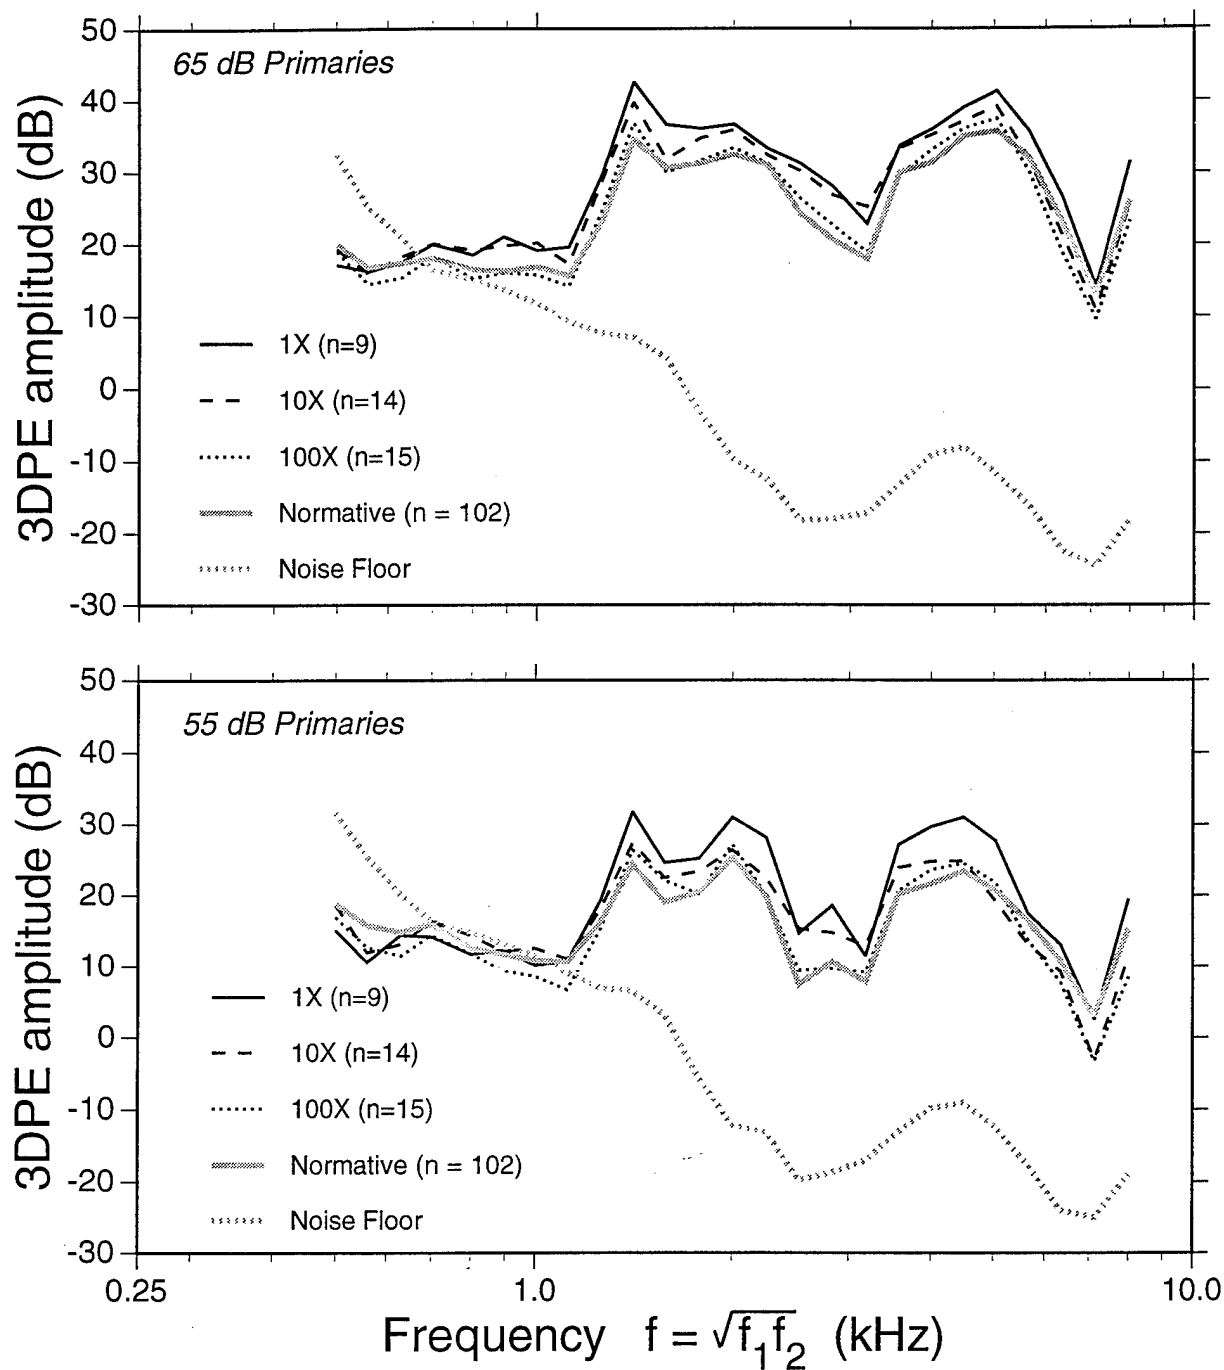 65 dB Primaries
3DPE amplitude (dB)
50
40
30
20
10
0
-10
-20
-30
1X (n=9)
10X (n=14)
100X (n=15)
Normative (n = 102)
Noise Floor
55 dB Primaries
3DPE amplitude (dB)
50
40
30
20
10
0
-10
-20
-30
1X (n=9)
10X (n=14)
100X (n=15)
Normative (n = 102)
Noise Floor
0.25 1.0 10.0
Frequency f = √f₁f₂ (kHz)